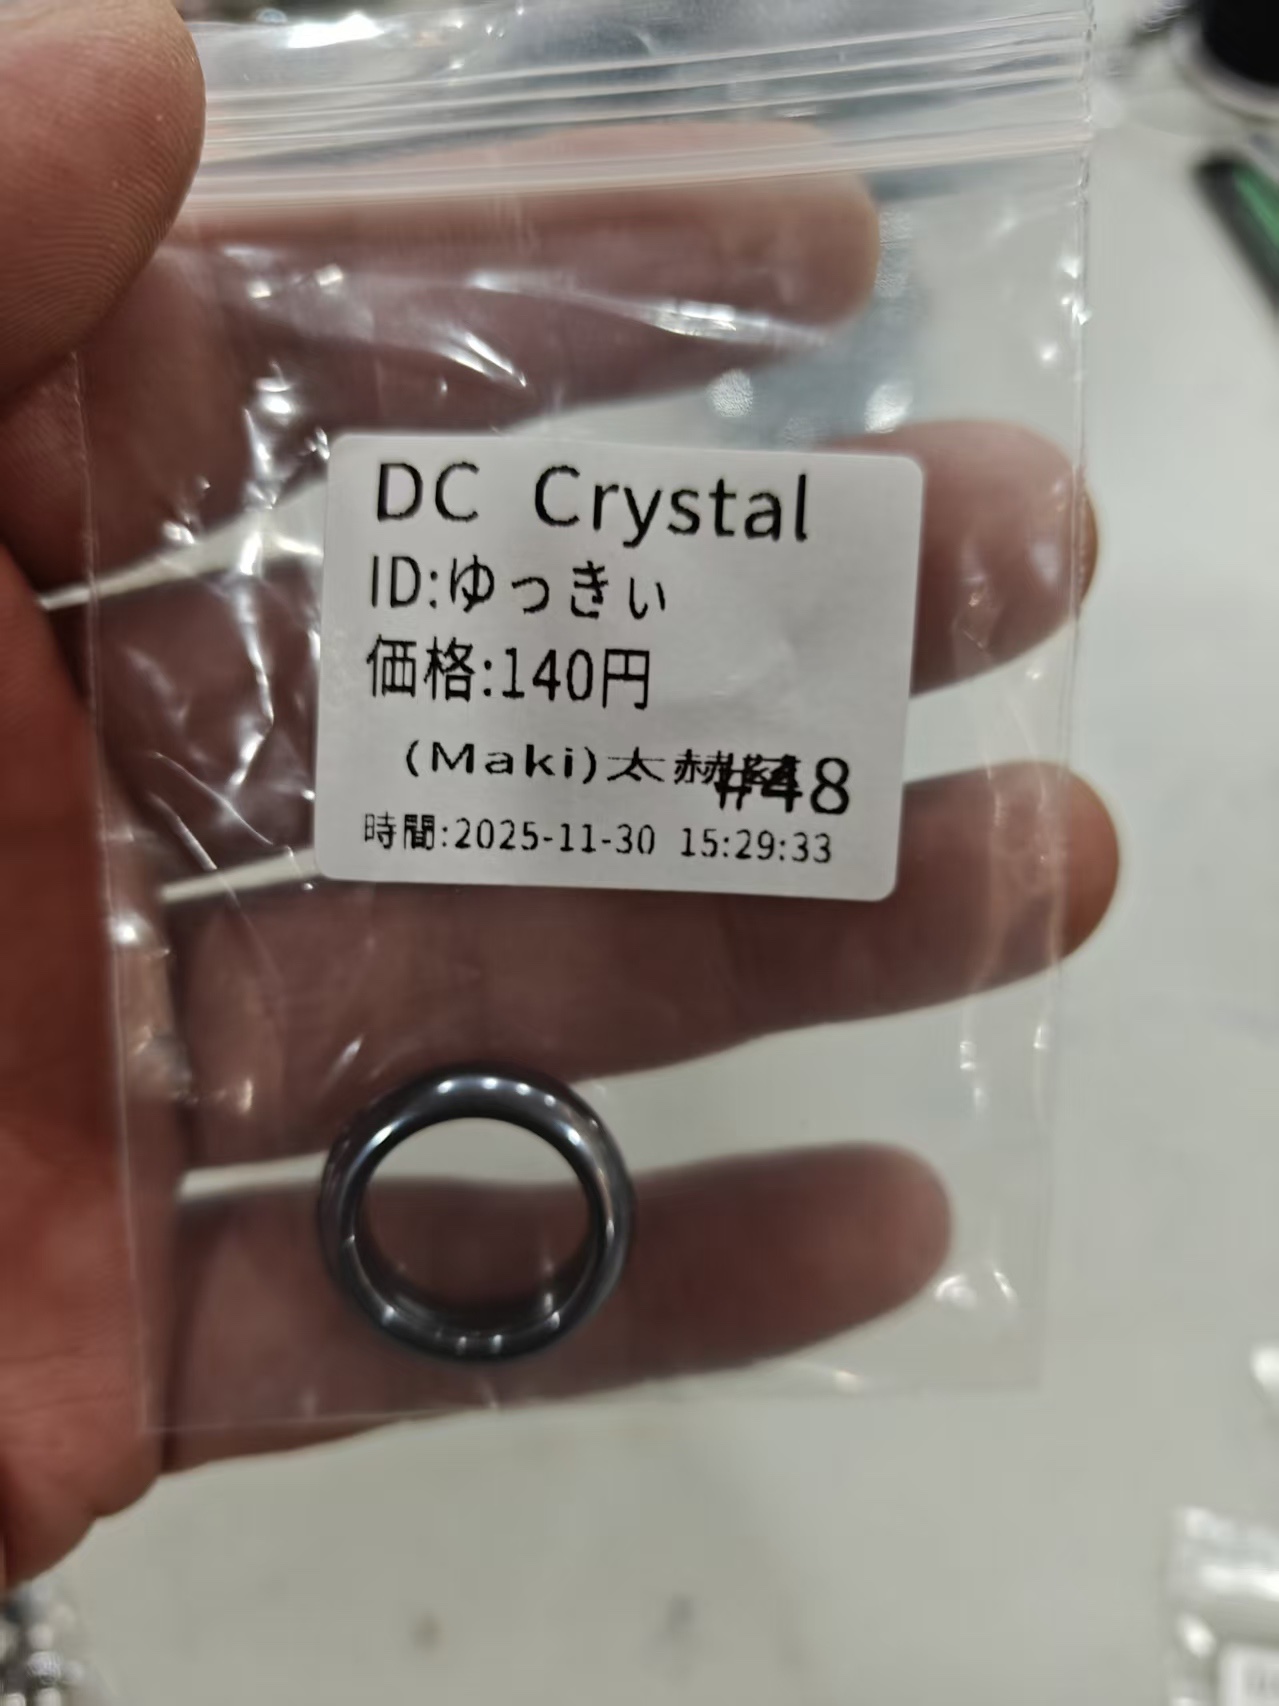 DC Crystal
ID:ゆっきぃ
価格:140円
(Maki)太赫 #48
時間:2025-11-30 15:29:33